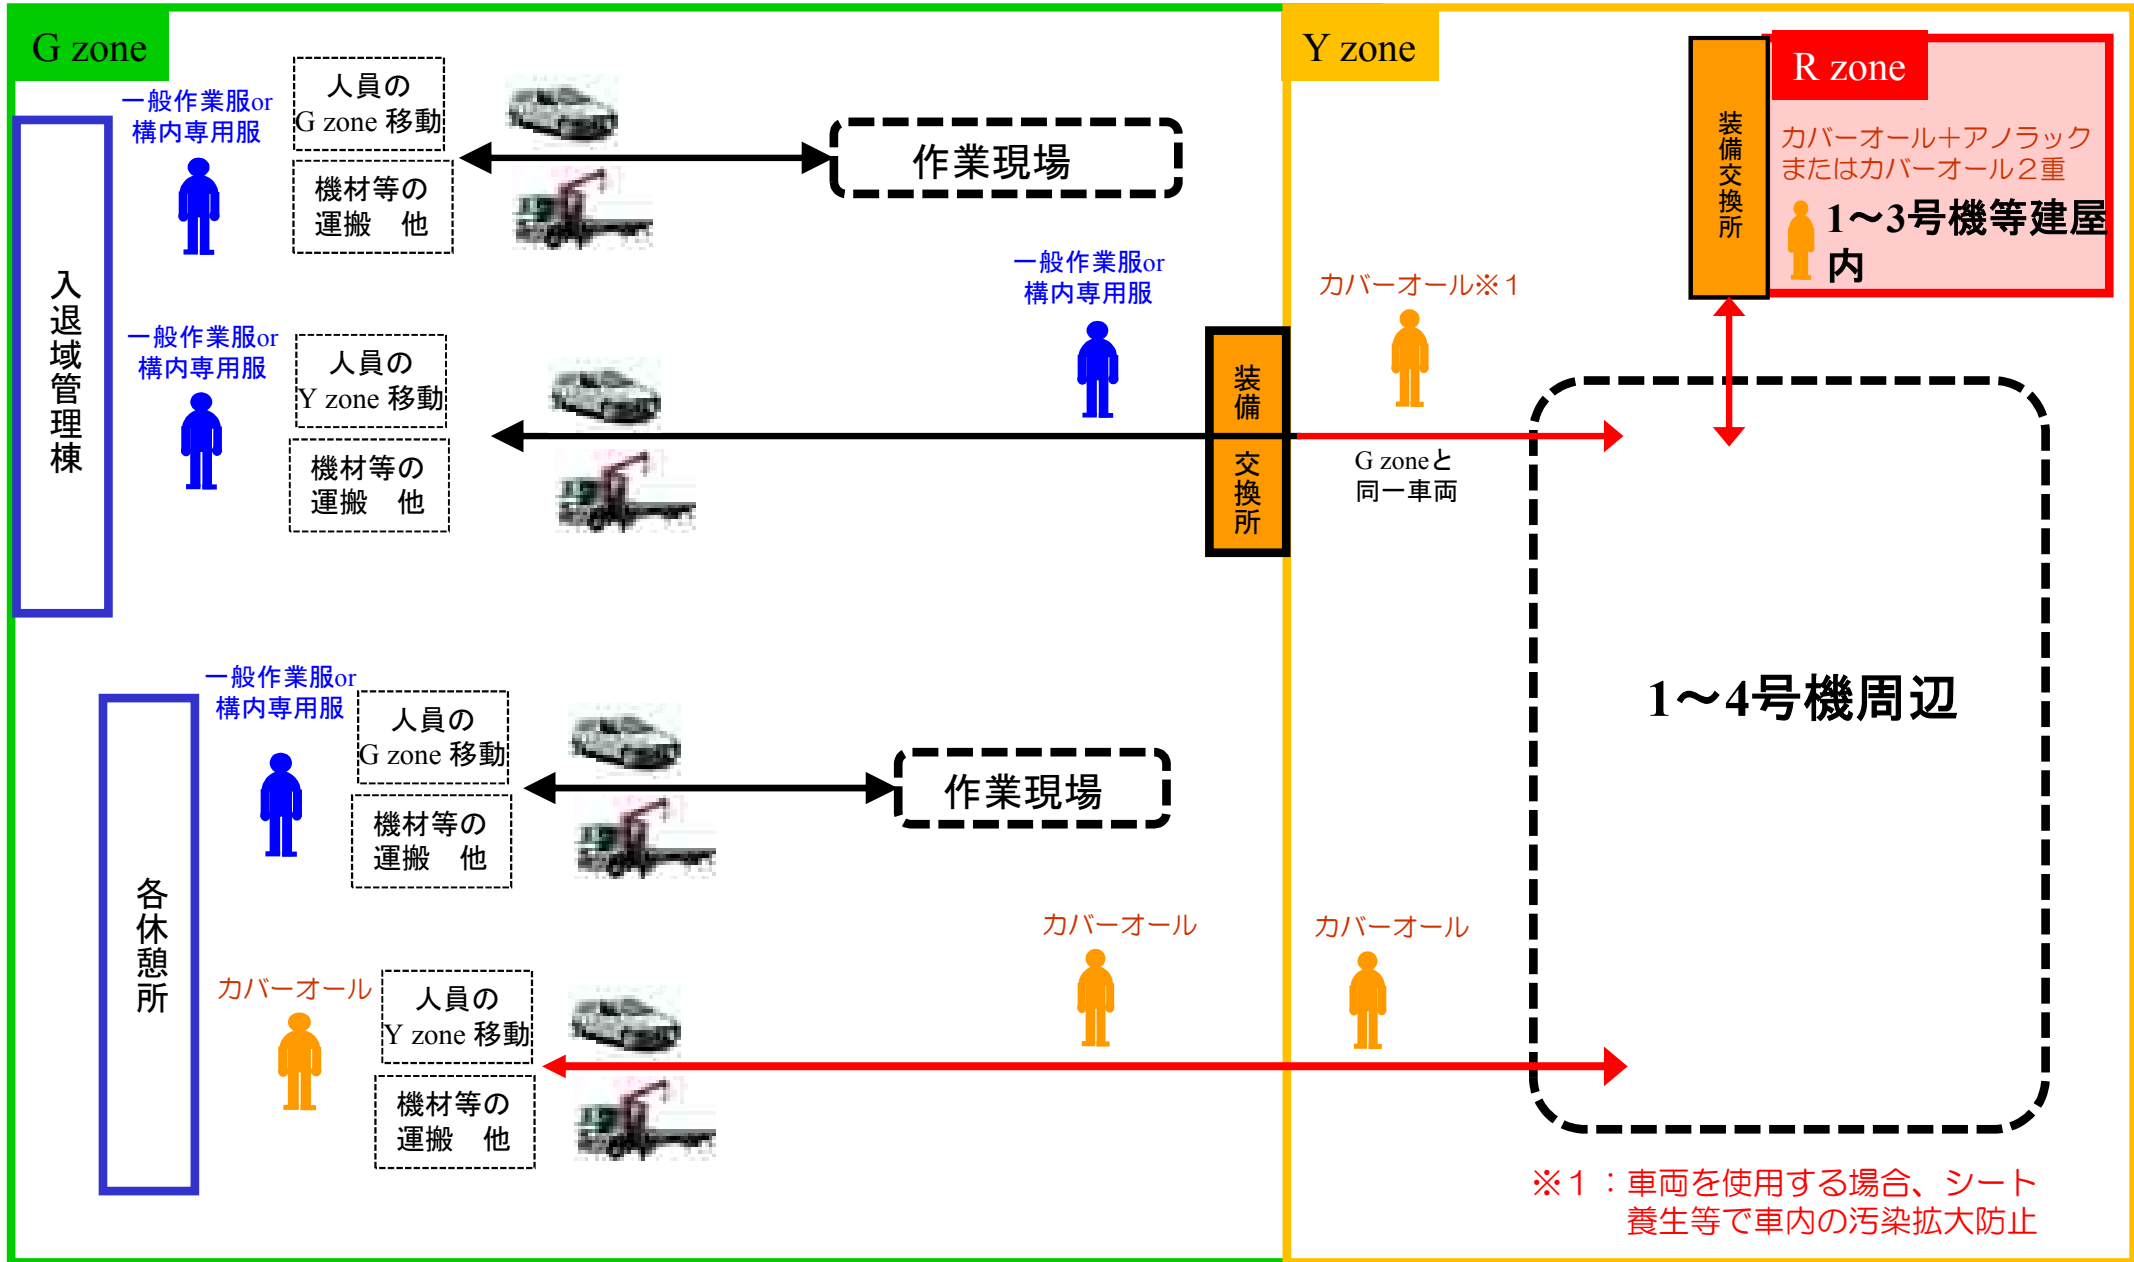 G zone
Y zone
R zone
一般作業服or
構内専用服
人員の
G zone 移動
機材等の
運搬　他
作業現場
装備交換所
カバーオール＋アノラック
またはカバーオール２重
1～3号機等建屋
内
入退域管理棟
一般作業服or
構内専用服
人員の
Y zone 移動
機材等の
運搬　他
一般作業服or
構内専用服
装備
交換所
カバーオール※１
G zoneと
同一車両
1～4号機周辺
各休憩所
一般作業服or
構内専用服
人員の
G zone 移動
機材等の
運搬　他
作業現場
カバーオール
人員の
Y zone 移動
機材等の
運搬　他
カバーオール
カバーオール
※１：車両を使用する場合、シート
養生等で車内の汚染拡大防止